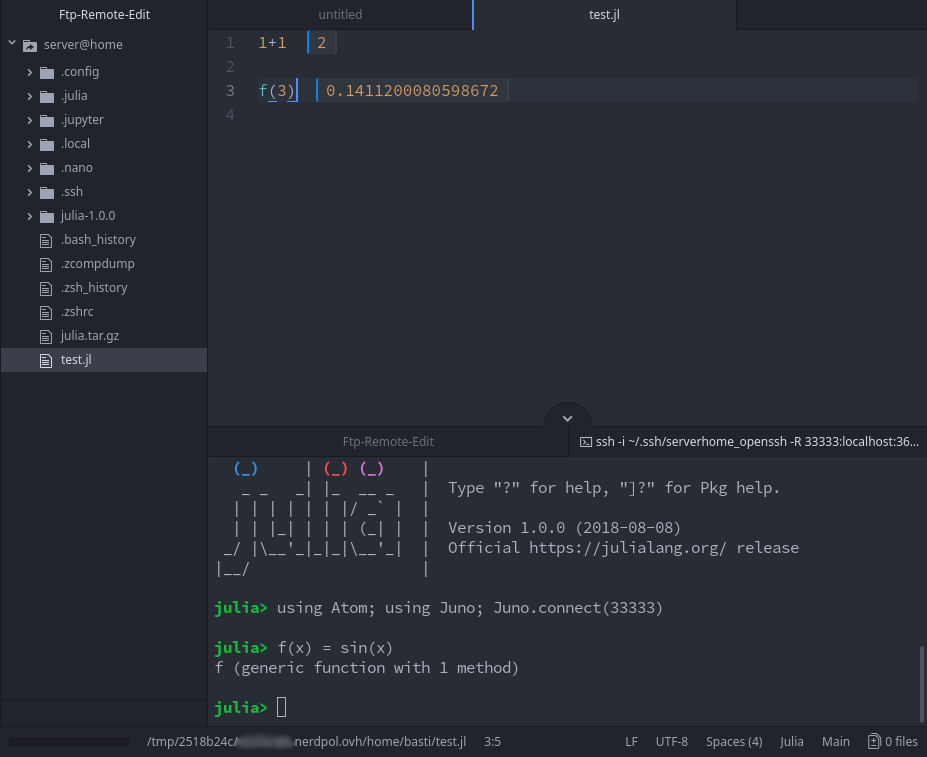 Ftp-Remote-Edit
untitled
test.jl
server@home
.config
.julia
.jupyter
.local
.nano
.ssh
julia-1.0.0
.bash_history
.zcompdump
.zsh_history
.zshrc
julia.tar.gz
test.jl
1 1+1 2
2
3 f(3) 0.1411200080598672
4
Ftp-Remote-Edit
ssh -i ~/.ssh/serverhome_openssh -R 33333:localhost:36...
  (_)     | (_) (_)    |
   _ _   _| |_  __ _   |  Type "?" for help, "]?" for Pkg help.
  | | | | | | |/ _` |  |
  | | |_| | | | (_| |  |  Version 1.0.0 (2018-08-08)
 _/ |\__'_|_|_|\__'_|  |  Official https://julialang.org/ release
|__/                   |
julia> using Atom; using Juno; Juno.connect(33333)
julia> f(x) = sin(x)
f (generic function with 1 method)
julia>
/tmp/2518b24c/ .nerdpol.ovh/home/basti/test.jl 3:5 LF UTF-8 Spaces (4) Julia Main 0 files